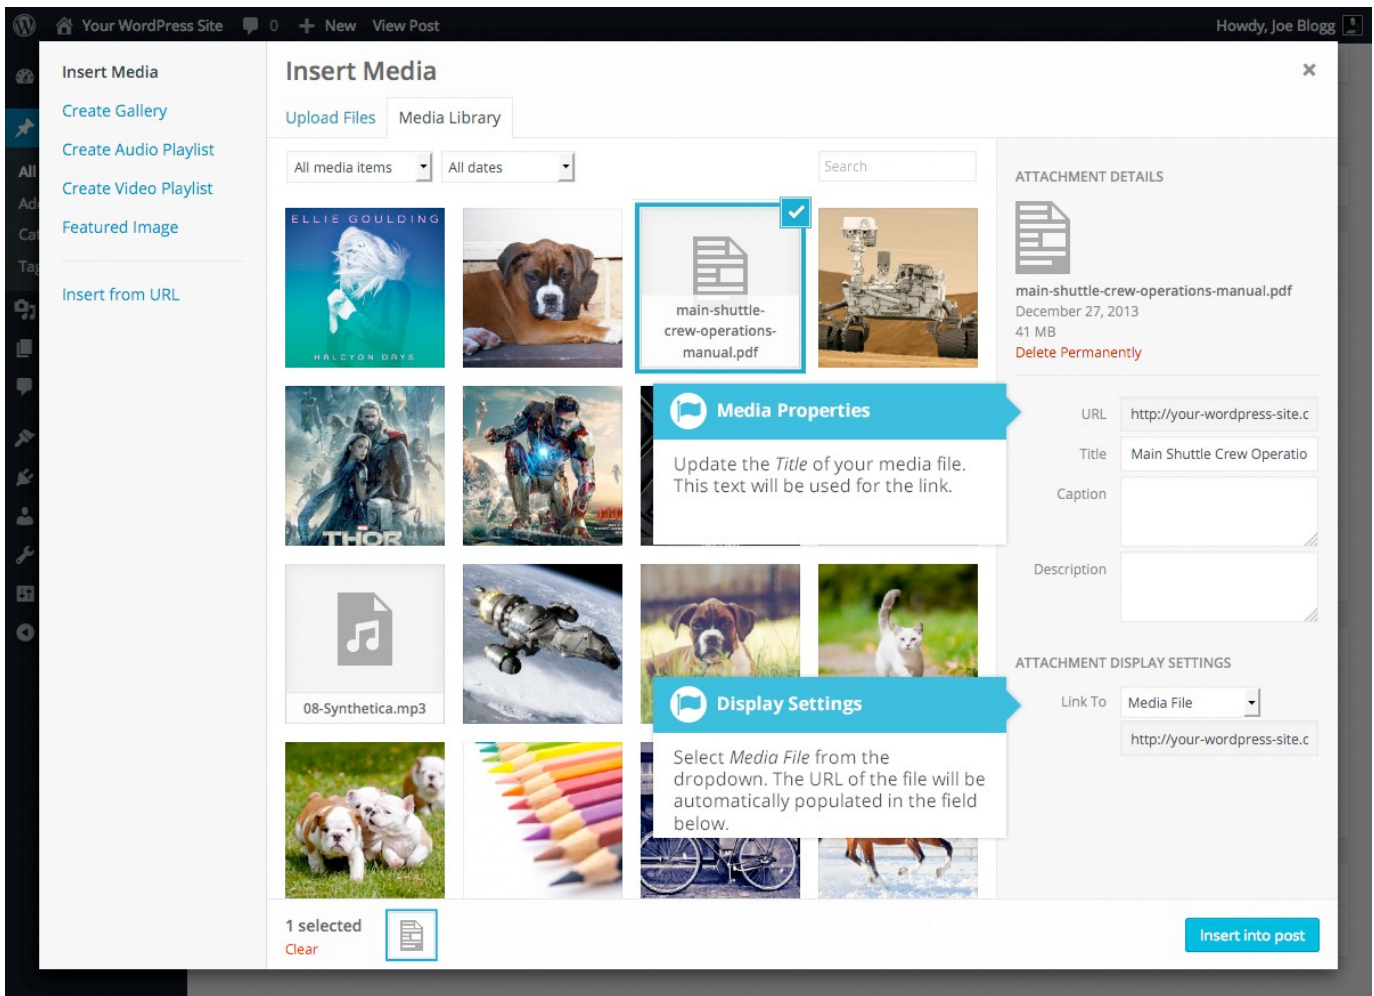 Your WordPress Site
0
New
View Post
Howdy, Joe Blogg
Insert Media
Create Gallery
Create Audio Playlist
Create Video Playlist
Featured Image
Insert from URL
All
Add
Cat
Tag
Insert Media
Upload Files
Media Library
All media items
All dates
Search
ELLIE GOULDING
HALCYON DAYS
main-shuttle-
crew-operations-
manual.pdf
THOR
08-Synthetica.mp3
Media Properties
Update the Title of your media file.
This text will be used for the link.
Display Settings
Select Media File from the
dropdown. The URL of the file will be
automatically populated in the field
below.
ATTACHMENT DETAILS
main-shuttle-crew-operations-manual.pdf
December 27, 2013
41 MB
Delete Permanently
URL
http://your-wordpress-site.c
Title
Main Shuttle Crew Operatio
Caption
Description
ATTACHMENT DISPLAY SETTINGS
Link To
Media File
http://your-wordpress-site.c
1 selected
Clear
Insert into post